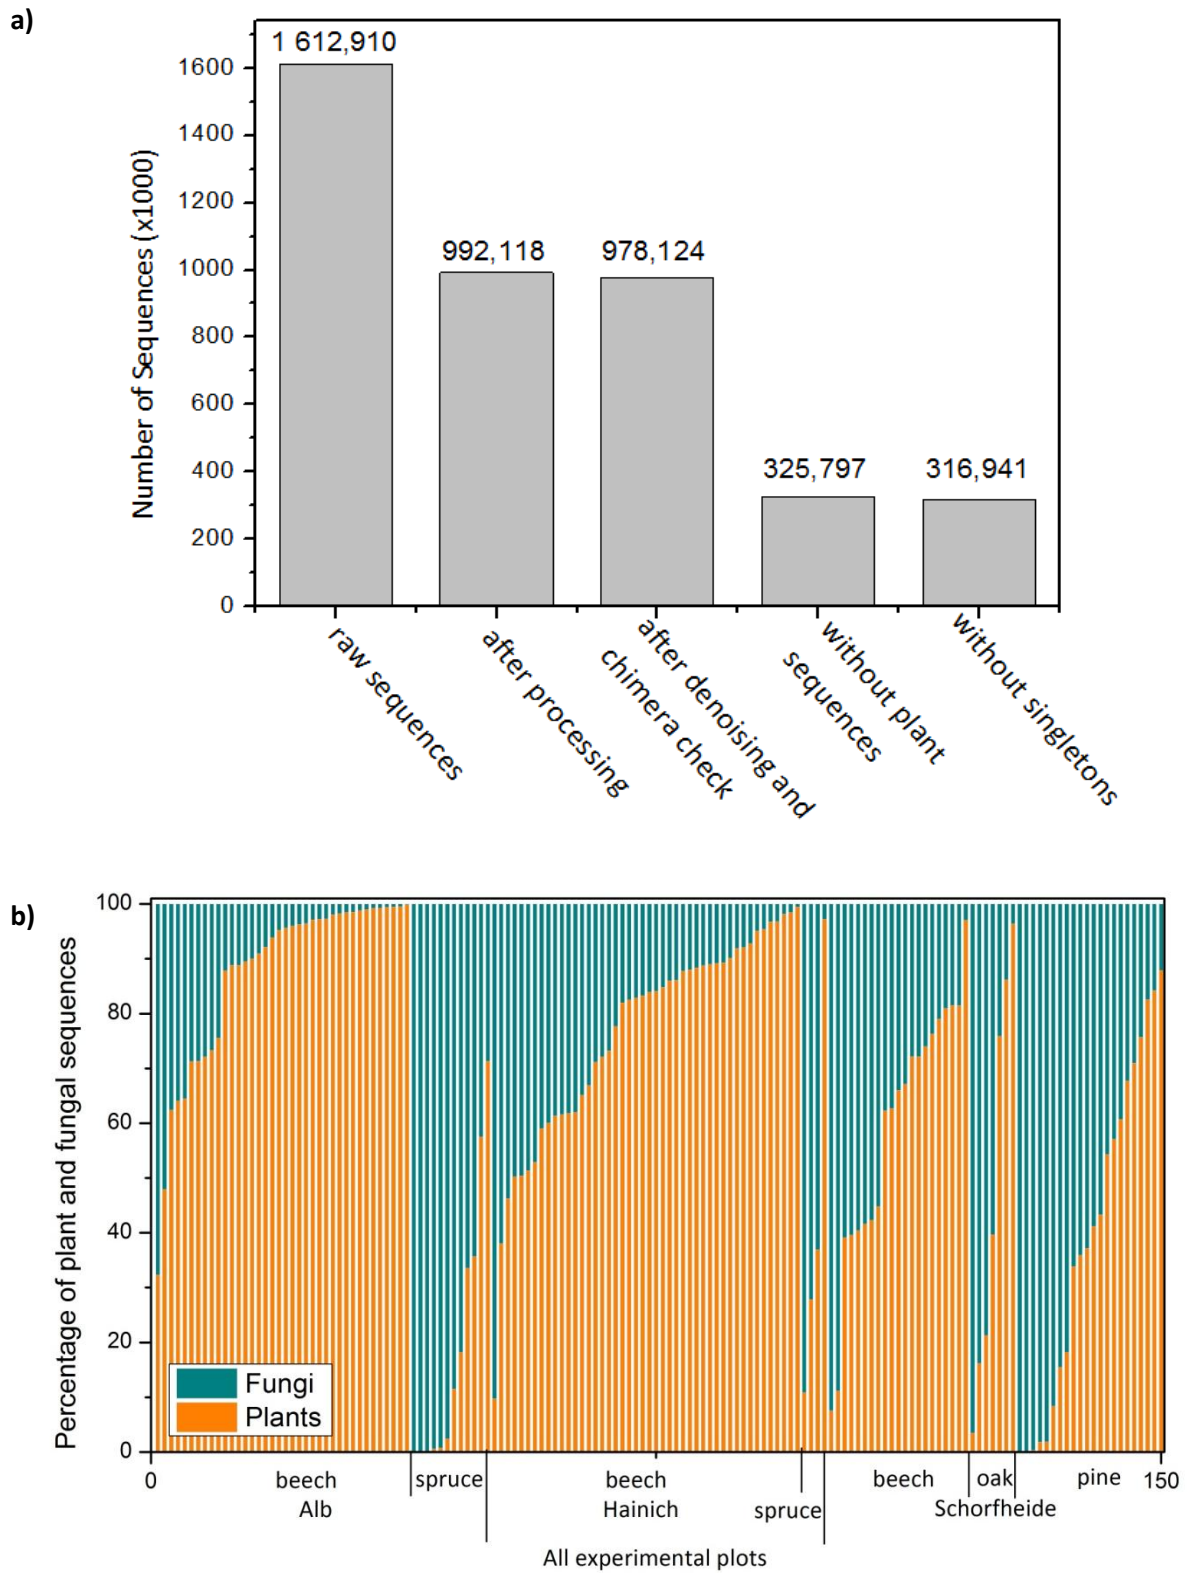 a)
1 612,910
992,118
978,124
325,797
316,941
Number of Sequences (x1000)
1600
1400
1200
1000
800
600
400
200
0
raw sequences
after processing
after denoising and
chimera check
without plant
sequences
without singletons
b)
Percentage of plant and fungal sequences
100
80
60
40
20
0
Fungi
Plants
0
beech
spruce
beech
beech
oak
pine
150
Alb
Hainich
spruce
Schorfheide
All experimental plots